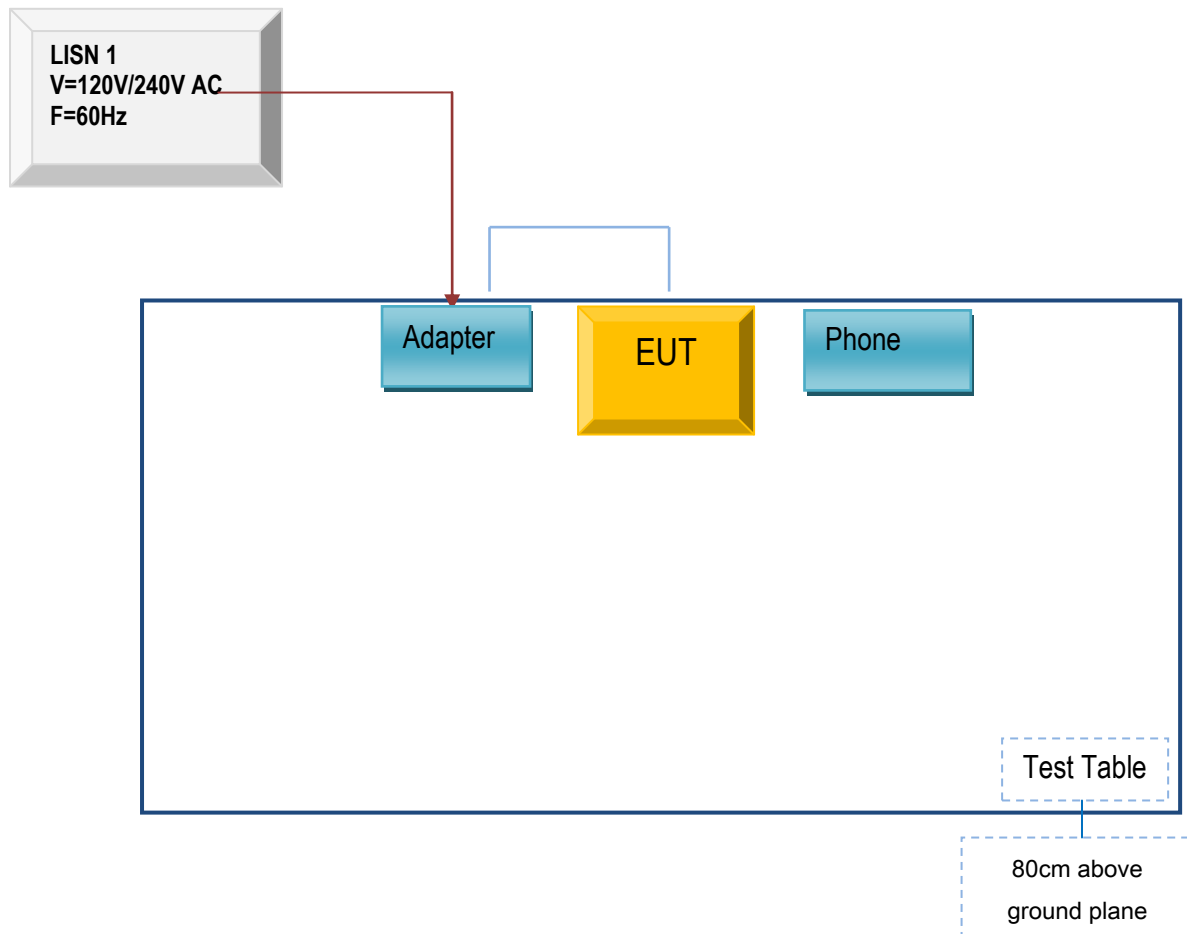 LISN 1
V=120V/240V AC
F=60Hz
Adapter
EUT
Phone
Test Table
80cm above
ground plane